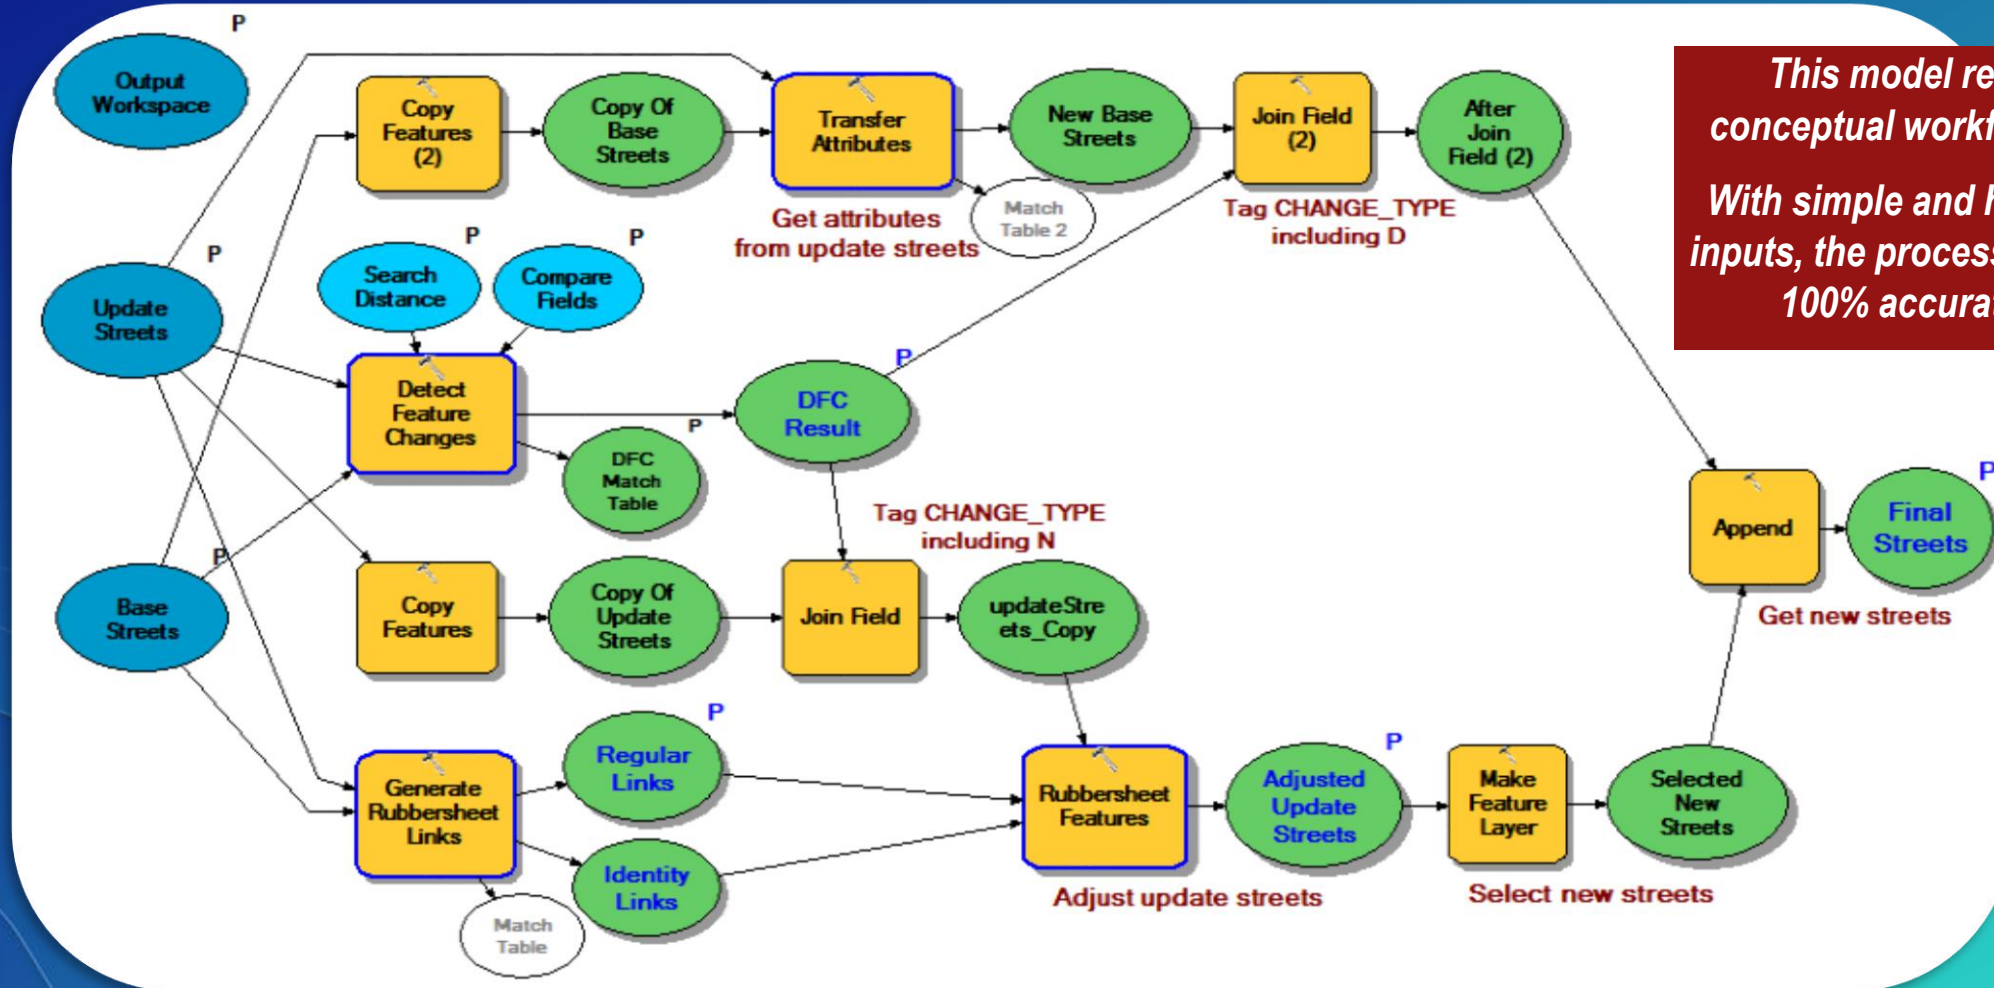 P
Output
Workspace
Copy
Features
(2)
Copy Of
Base
Streets
Transfer
Attributes
New Base
Streets
Join Field
(2)
After
Join
Field (2)
This model re
conceptual workf
With simple and h
inputs, the process
100% accurat
Get attributes
from update streets
Match
Table 2
Tag CHANGE_TYPE
including D
P
Update
Streets
P
Search
Distance
P
Compare
Fields
Detect
Feature
Changes
P
DFC
Result
P
DFC
Match
Table
Tag CHANGE_TYPE
including N
Append
P
Final
Streets
Get new streets
P
Base
Streets
Copy
Features
Copy Of
Update
Streets
Join Field
updateStre
ets_Copy
Generate
Rubbersheet
Links
P
Regular
Links
Identity
Links
Match
Table
Rubbersheet
Features
Adjust update streets
P
Adjusted
Update
Streets
Make
Feature
Layer
Select new streets
Selected
New
Streets